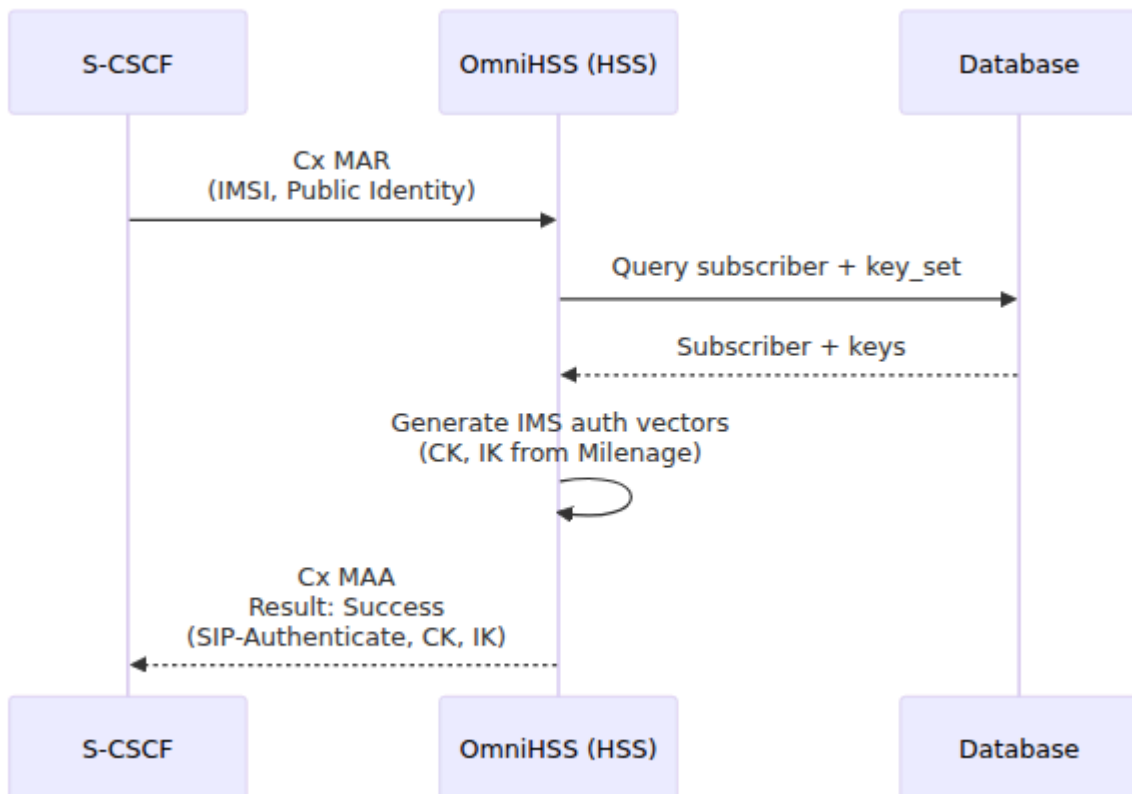 S-CSCF
OmniHSS (HSS)
Database
Cx MAR
(IMSI, Public Identity)
Query subscriber + key_set
Subscriber + keys
Generate IMS auth vectors
(CK, IK from Milenage)
Cx MAA
Result: Success
(SIP-Authenticate, CK, IK)
S-CSCF
OmniHSS (HSS)
Database